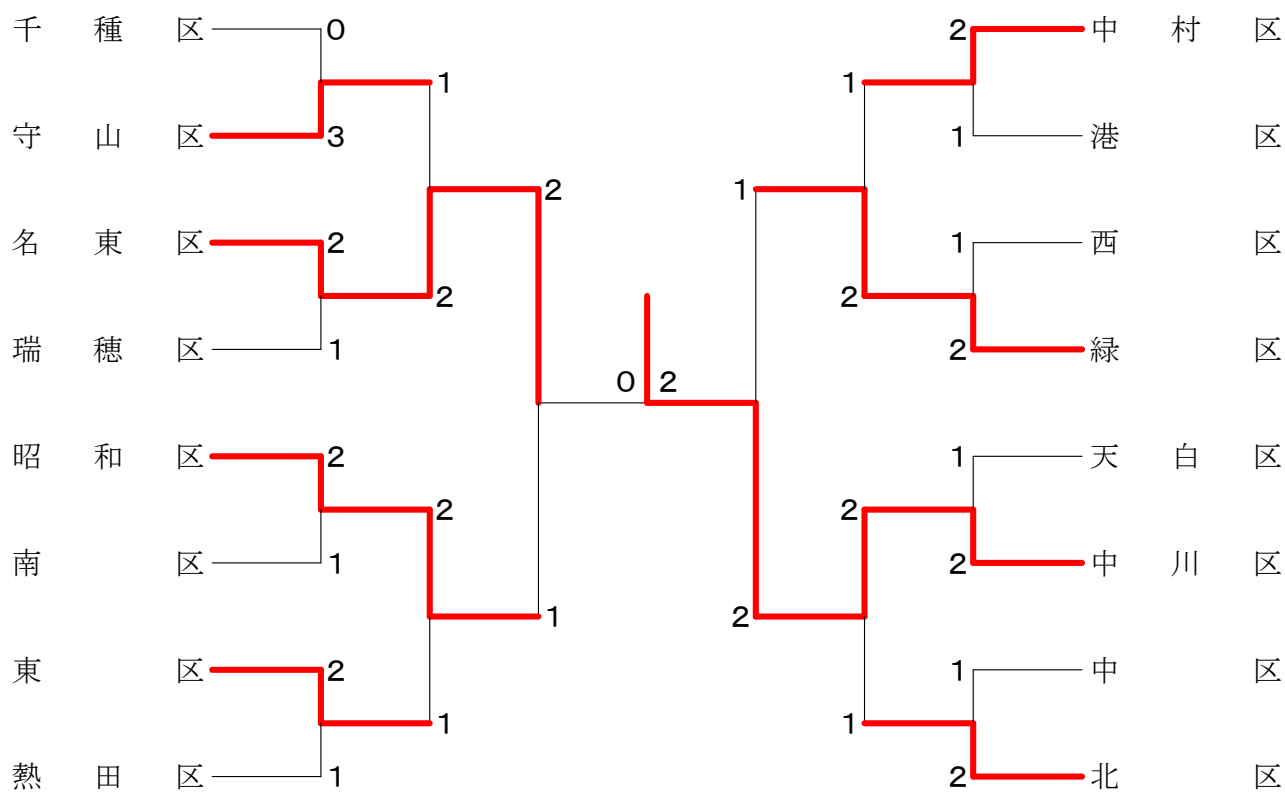 千種区 0 2 中村区
1 1
守山区 3 1 港区
2 1
名東区 2 1 西区
2 2
瑞穂区 1 2 緑区
0 2
昭和区 2 1 天白区
2 2
南区 1 2 中川区
1 2
東区 2 1 中区
1 1
熱田区 1 2 北区